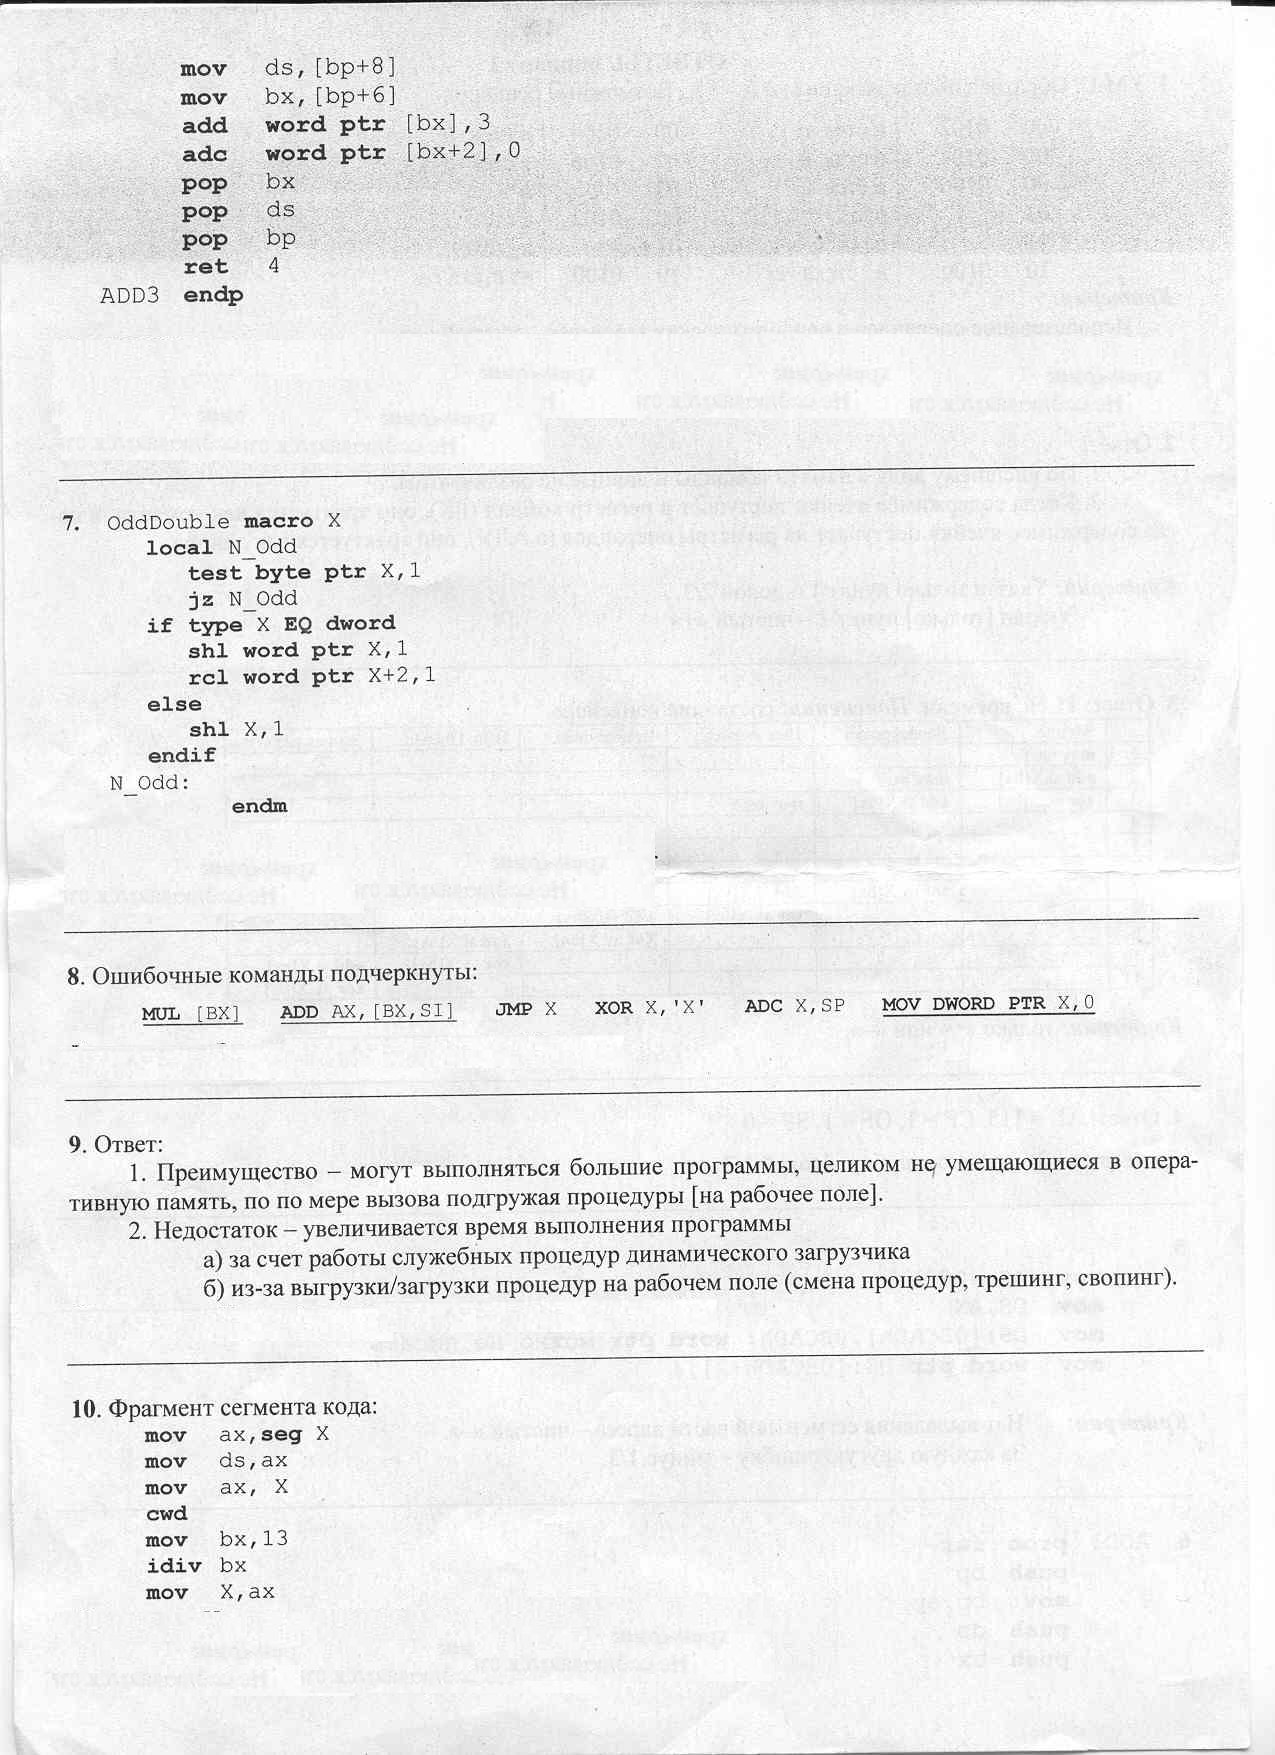 mov ds,[bp+8]
mov bx,[bp+6]
add word ptr [bx],3
adc word ptr [bx+2],0
pop bx
pop ds
pop bp
ret 4
ADD3 endp
7. OddDouble macro X
local N_Odd
test byte ptr X,1
jz N_Odd
if type X EQ dword
shl word ptr X,1
rcl word ptr X+2,1
else
shl X,1
endif
N_Odd:
endm
8. Ошибочные команды подчеркнуты:
MUL [BX] ADD AX,[BX,SI] JMP X XOR X,'X' ADC X,SP MOV DWORD PTR X,0
9. Ответ:
1. Преимущество – могут выполняться большие программы, целиком не умещающиеся в опера-
тивную память, по по мере вызова подгружая процедуры [на рабочее поле].
2. Недостаток – увеличивается время выполнения программы
а) за счет работы служебных процедур динамического загрузчика
б) из-за выгрузки/загрузки процедур на рабочем поле (смена процедур, трешинг, свопинг).
10. Фрагмент сегмента кода:
mov ax,seg X
mov ds,ax
mov ax, X
cwd
mov bx,13
idiv bx
mov X,ax